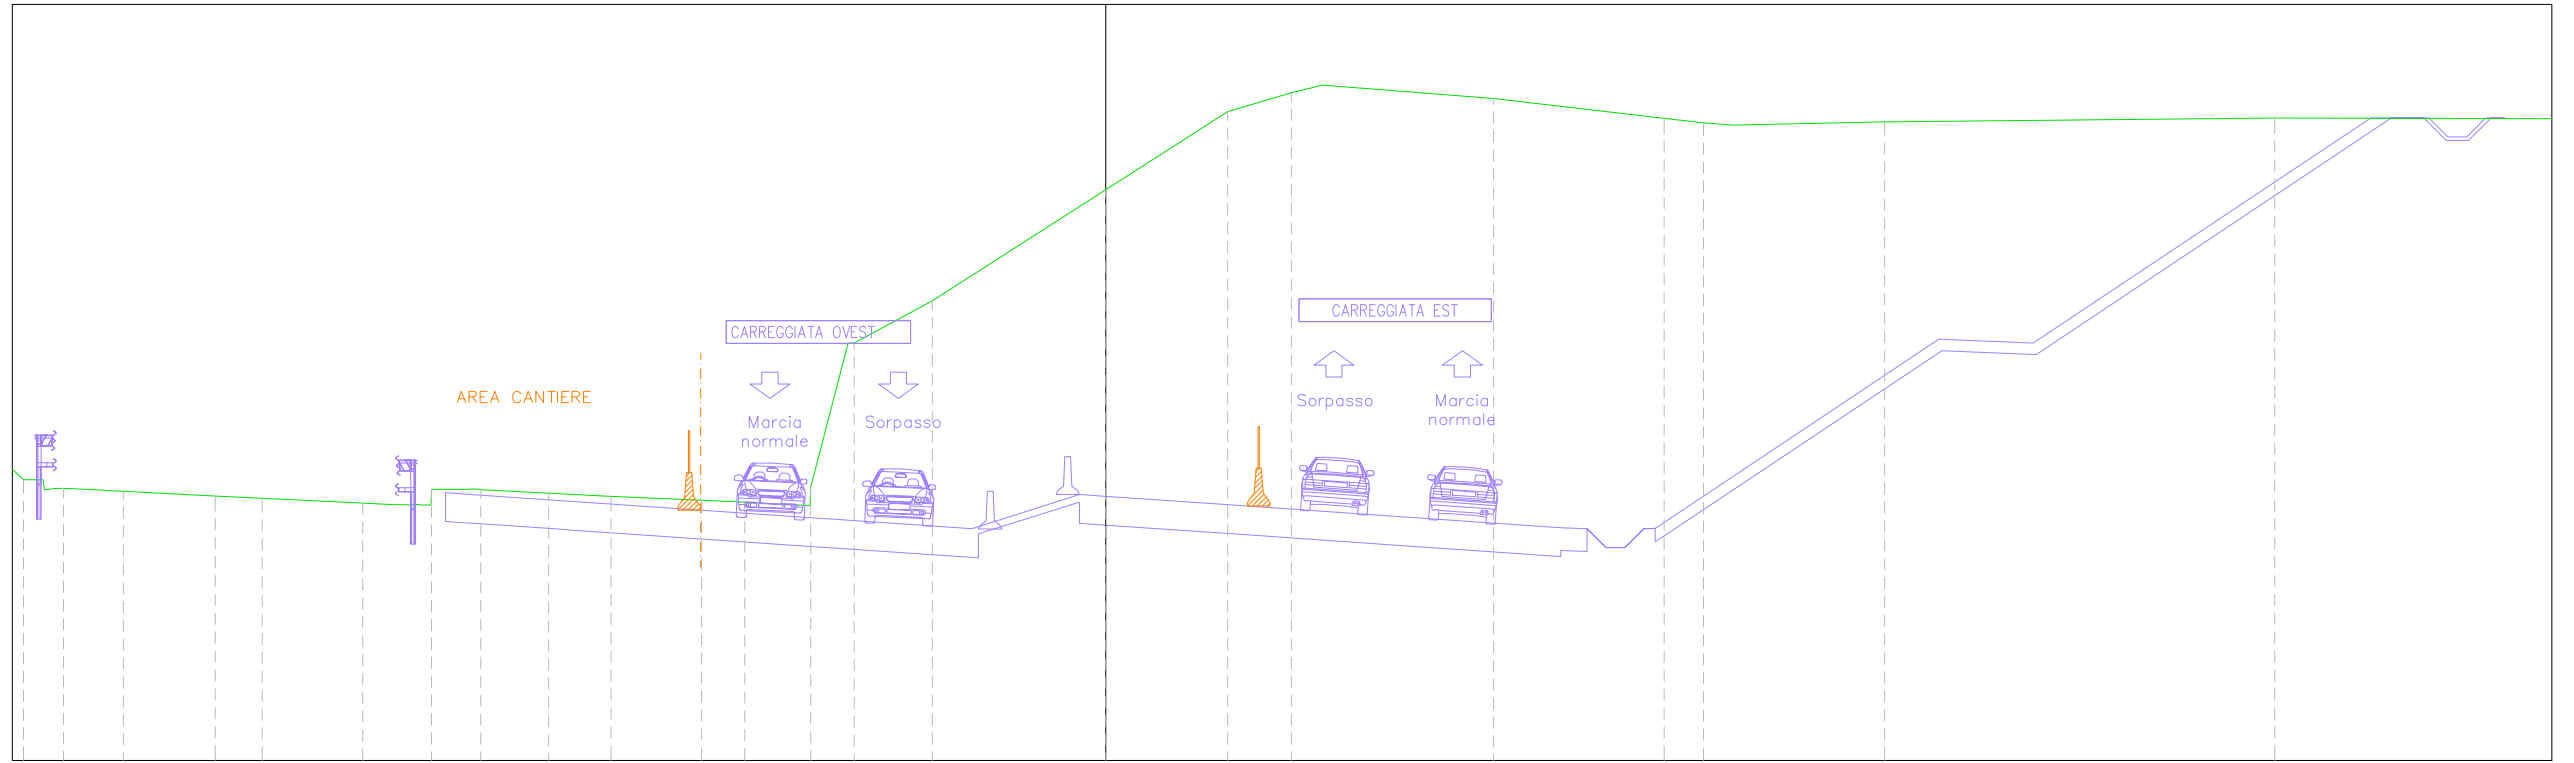 CARREGGIATA EST
CARREGGIATA OVEST
AREA CANTIERE
Marcia
normale
Sorpasso
Sorpasso
Marcia
normale